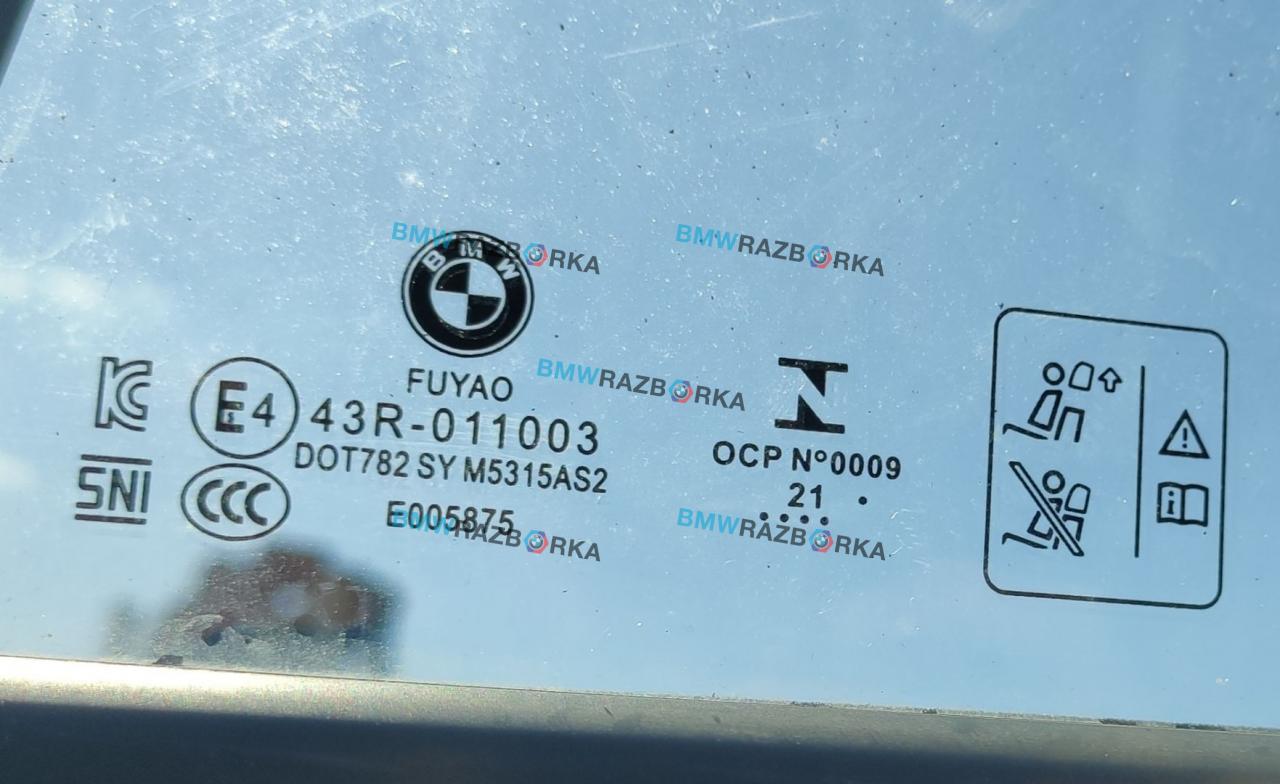 BMWRAZBORKA
BMWRAZBORKA
BMW
FUYAO
BMWRAZBORKA
KC
E4
43R-011003
DOT782 SY M5315AS2
OCP Nº0009
SNI
CCC
21
E005875
BMWRAZBORKA
BMWRAZBORKA
i